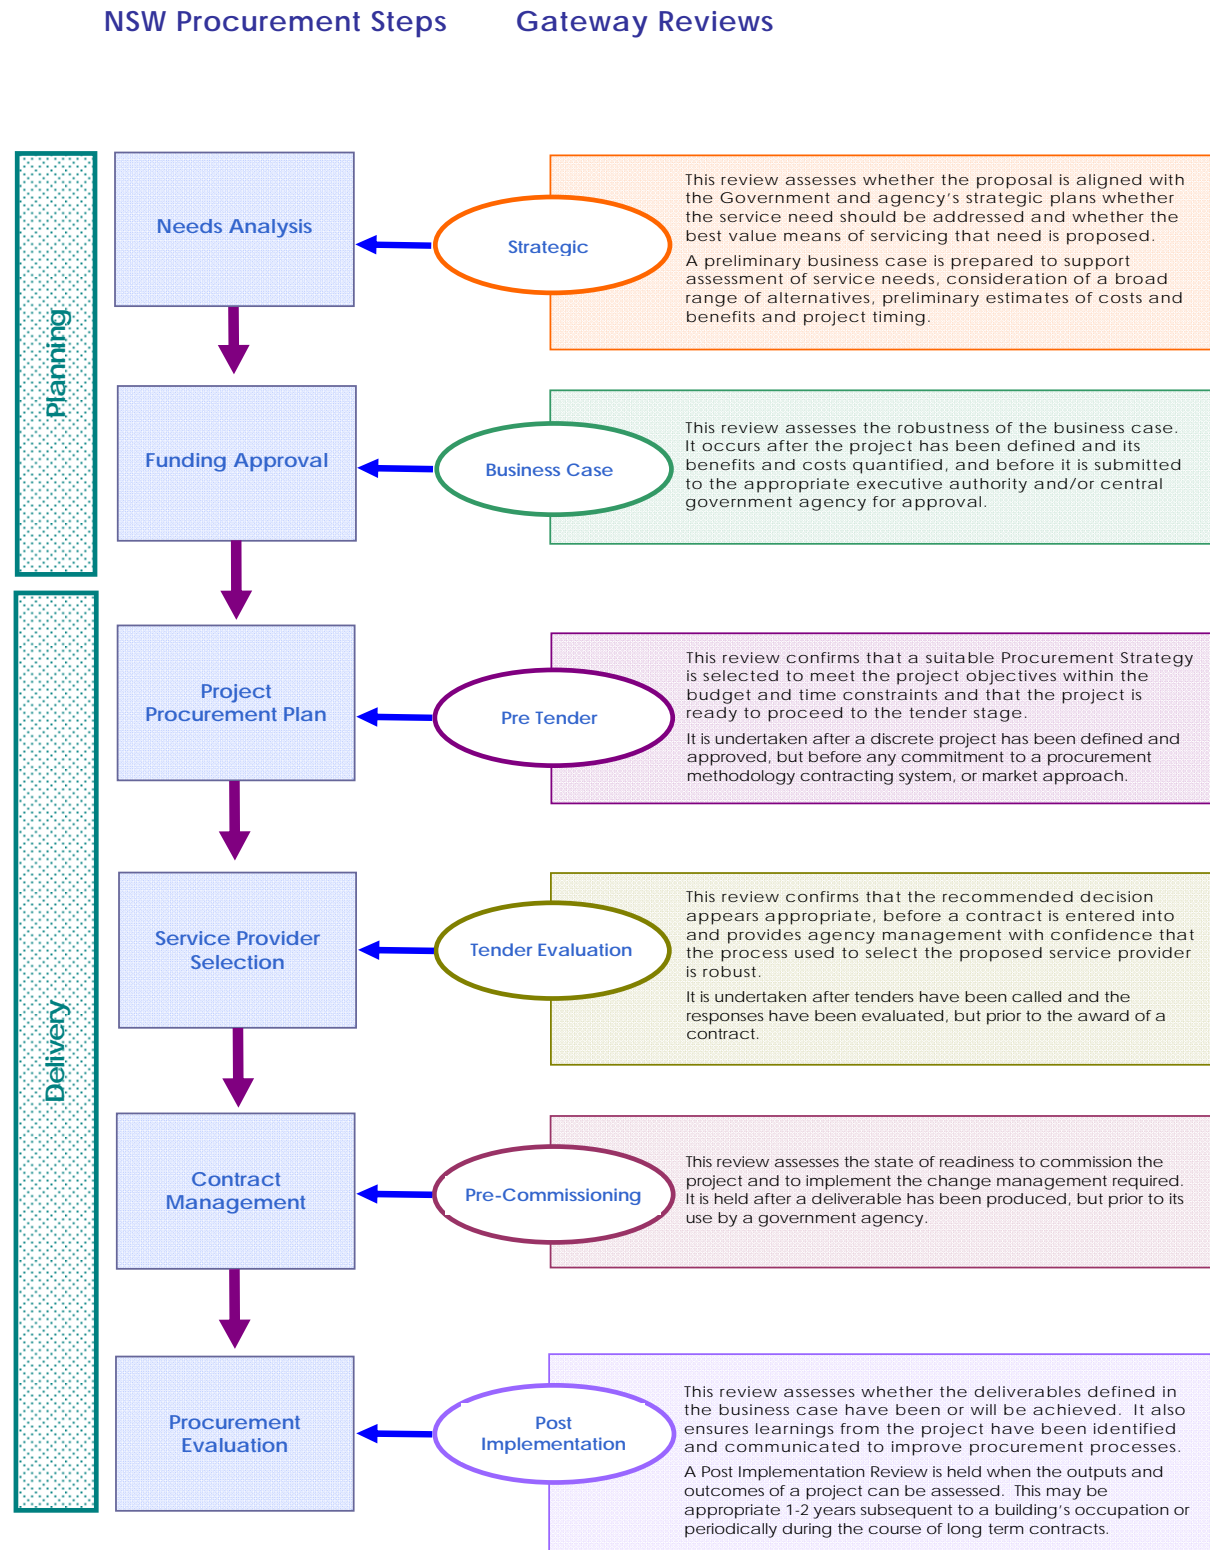 NSW Procurement Steps
Gateway Reviews
Planning
Needs Analysis
Strategic
This review assesses whether the proposal is aligned with
the Government and agency's strategic plans whether
the service need should be addressed and whether the
best value means of servicing that need is proposed.
A preliminary business case is prepared to support
assessment of service needs, consideration of a broad
range of alternatives, preliminary estimates of costs and
benefits and project timing.
Funding Approval
Business Case
This review assesses the robustness of the business case.
It occurs after the project has been defined and its
benefits and costs quantified, and before it is submitted
to the appropriate executive authority and/or central
government agency for approval.
Delivery
Project
Procurement Plan
Pre Tender
This review confirms that a suitable Procurement Strategy
is selected to meet the project objectives within the
budget and time constraints and that the project is
ready to proceed to the tender stage.
It is undertaken after a discrete project has been defined and
approved, but before any commitment to a procurement
methodology contracting system, or market approach.
Service Provider
Selection
Tender Evaluation
This review confirms that the recommended decision
appears appropriate, before a contract is entered into
and provides agency management with confidence that
the process used to select the proposed service provider
is robust.
It is undertaken after tenders have been called and the
responses have been evaluated, but prior to the award of a
contract.
Contract
Management
Pre-Commissioning
This review assesses the state of readiness to commission the
project and to implement the change management required.
It is held after a deliverable has been produced, but prior to its
use by a government agency.
Procurement
Evaluation
Post
Implementation
This review assesses whether the deliverables defined in
the business case have been or will be achieved. It also
ensures learnings from the project have been identified
and communicated to improve procurement processes.
A Post Implementation Review is held when the outputs and
outcomes of a project can be assessed. This may be
appropriate 1-2 years subsequent to a building's occupation or
periodically during the course of long term contracts.